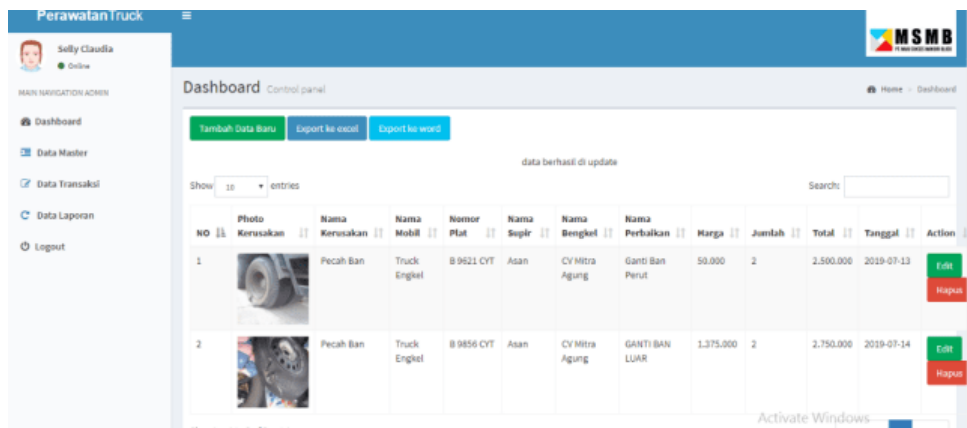 PerawatanTruck
MSMB
Selly Claudia
Online
MAIN NAVIGATION ADMIN
Dashboard
Data Master
Data Transaksi
Data Laporan
Logout
Dashboard Control panel
Home > Dashboard
Tambah Data Baru Export ke excel Export ke word
data berhasil di update
Show 10 entries
Search:
NO Photo Kerusakan Nama Kerusakan Nama Mobil Nomor Plat Nama Supir Nama Bengkel Nama Perbaikan Harga Jumlah Total Tanggal Action
1 Pecah Ban Truck Engkel B 9621 CYT Asan CV Mitra Agung Ganti Ban Perut 50.000 2 2.500.000 2019-07-13 Edit Hapus
2 Pecah Ban Truck Engkel B 9856 CYT Asan CV Mitra Agung GANTI BAN LUAR 1.375.000 2 2.750.000 2019-07-14 Edit Hapus
Activate Windows